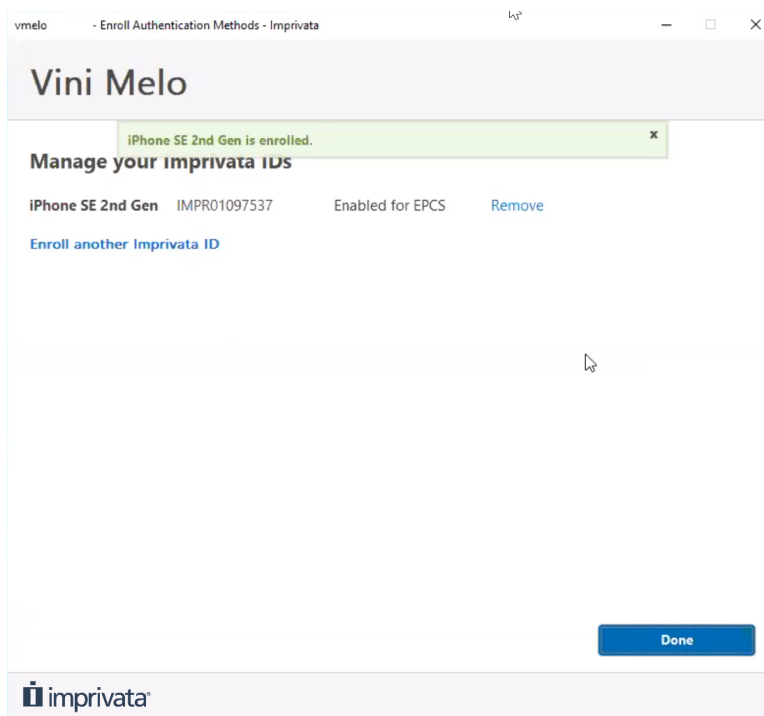 vmelo - Enroll Authentication Methods - Imprivata
Vini Melo
iPhone SE 2nd Gen is enrolled.
x
Manage your Imprivata IDs
iPhone SE 2nd Gen IMPR01097537 Enabled for EPCS Remove
Enroll another Imprivata ID
Done
imprivata